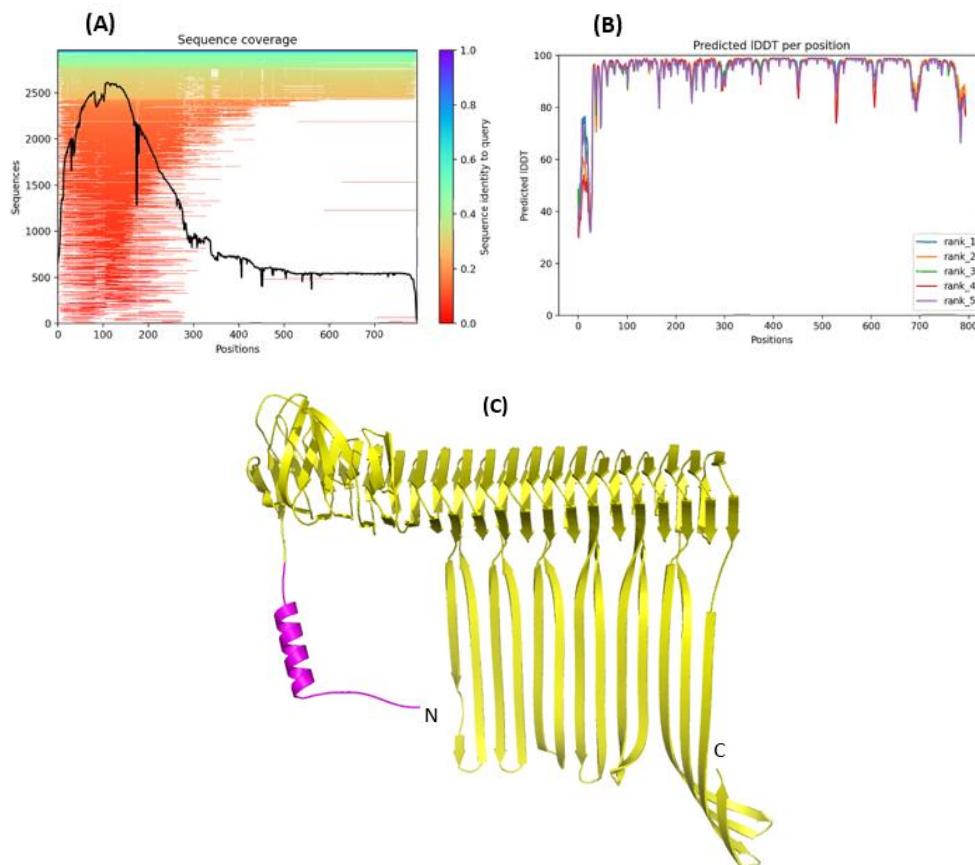 (A)
Sequence coverage
Sequences
2500
2000
1500
1000
500
0
0 100 200 300 400 500 600 700
Positions
1.0
0.8
0.6
0.4
0.2
0.0
Sequence identity to query
(B)
Predicted lDDT per position
Predicted lDDT
100
80
60
40
20
0
rank_1
rank_2
rank_3
rank_4
rank_5
0 100 200 300 400 500 600 700 800
Positions
(C)
N
C